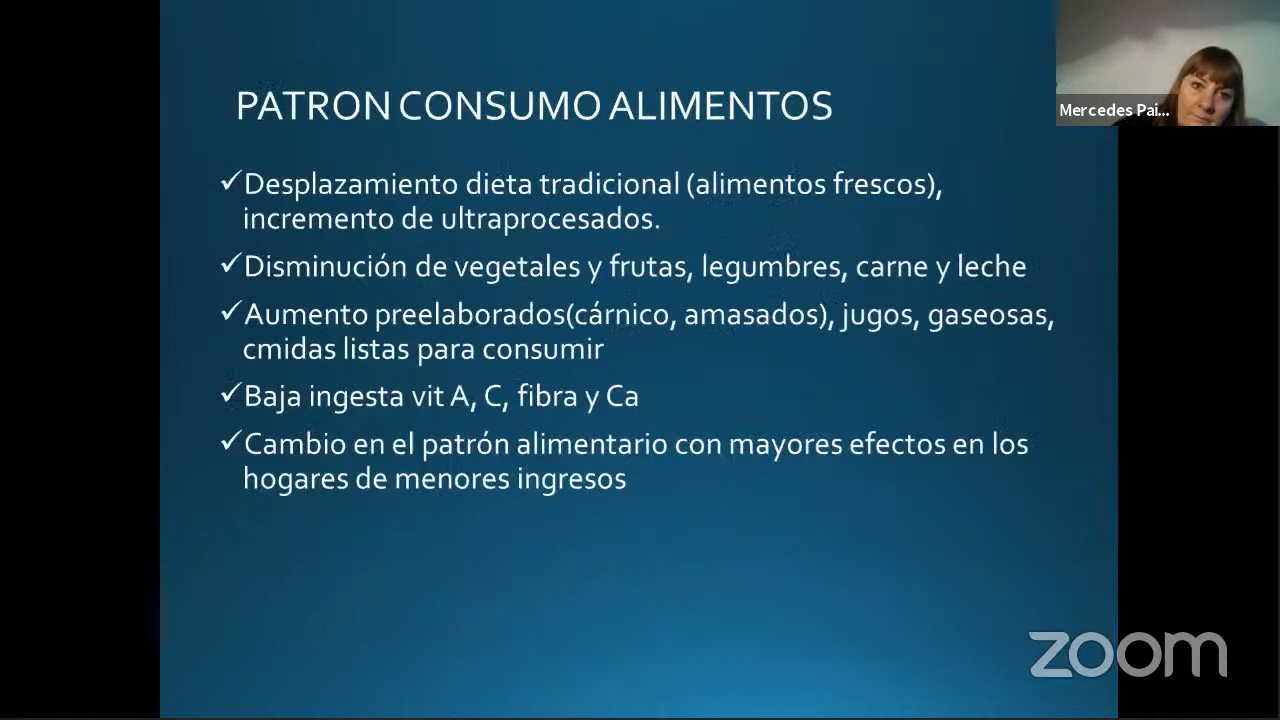 PATRON CONSUMO ALIMENTOS
Mercedes Pai...
✓Desplazamiento dieta tradicional (alimentos frescos),
incremento de ultraprocesados.
✓Disminución de vegetales y frutas, legumbres, carne y leche
✓Aumento preelaborados(cárnico, amasados), jugos, gaseosas,
cmidas listas para consumir
✓Baja ingesta vit A, C, fibra y Ca
✓Cambio en el patrón alimentario con mayores efectos en los
hogares de menores ingresos
zoom